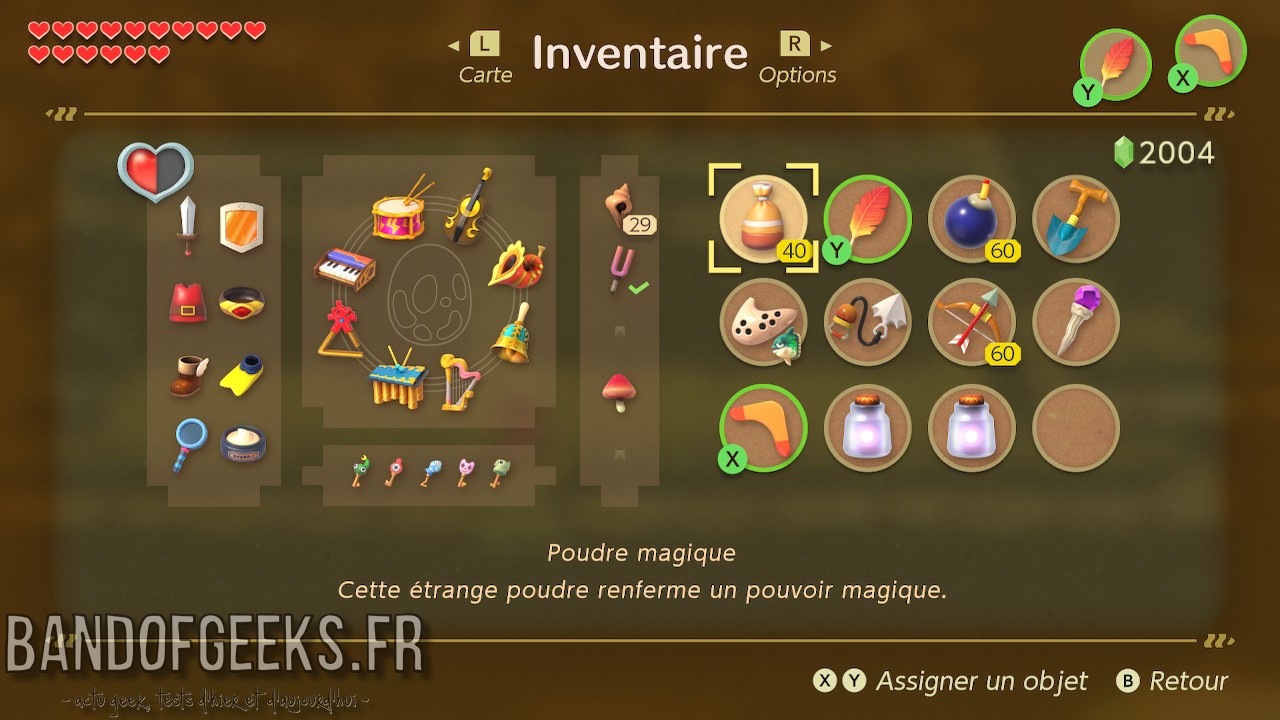 L Inventaire R
Carte Options
Y X
2004
29
40 Y 60
60
X
Poudre magique
Cette étrange poudre renferme un pouvoir magique.
BANDOFGEEKS.FR
- actu geek, tests d'hier et d'aujourd'hui -
X Y Assigner un objet B Retour